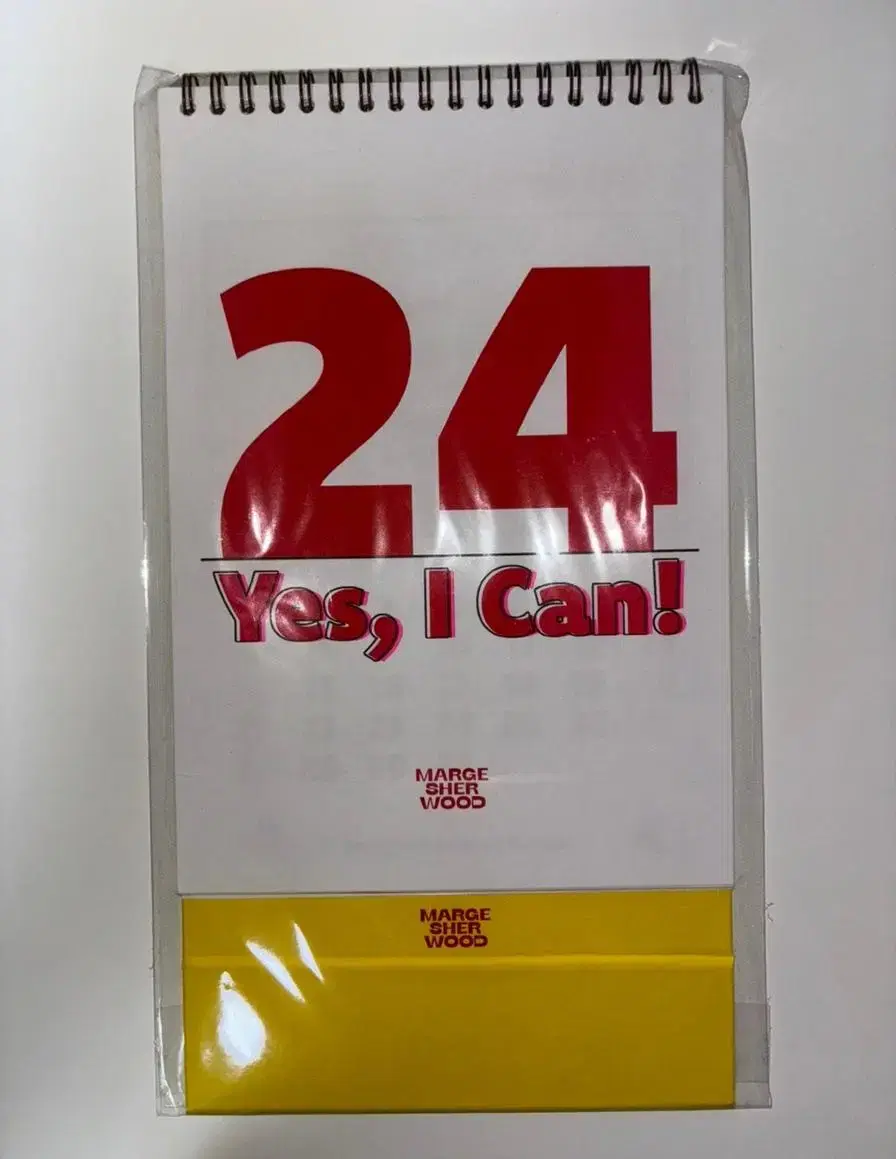 24
Yes, I Can!
MARGE
SHER
WOOD
MARGE
SHER
WOOD